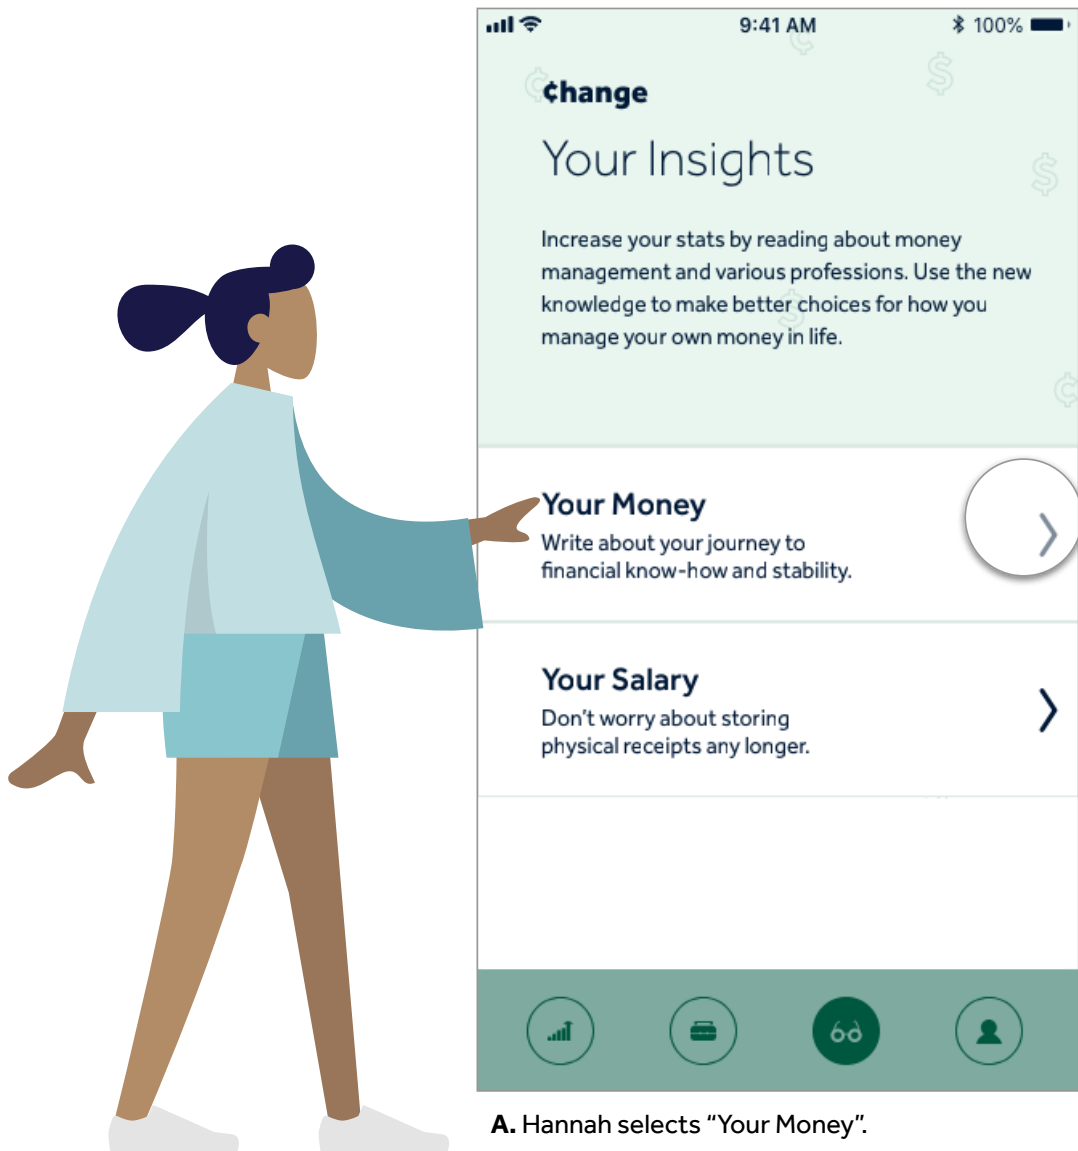 9:41 AM
100%
¢hange
Your Insights
Increase your stats by reading about money
management and various professions. Use the new
knowledge to make better choices for how you
manage your own money in life.
Your Money
Write about your journey to
financial know-how and stability.
Your Salary
Don't worry about storing
physical receipts any longer.
A. Hannah selects “Your Money”.